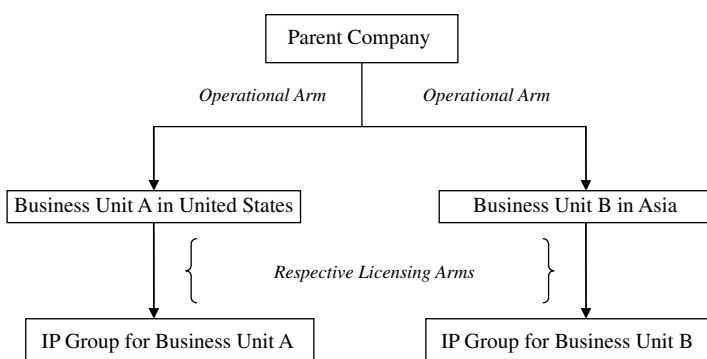 Parent Company
Operational Arm
Operational Arm
Business Unit A in United States
Business Unit B in Asia
Respective Licensing Arms
IP Group for Business Unit A
IP Group for Business Unit B